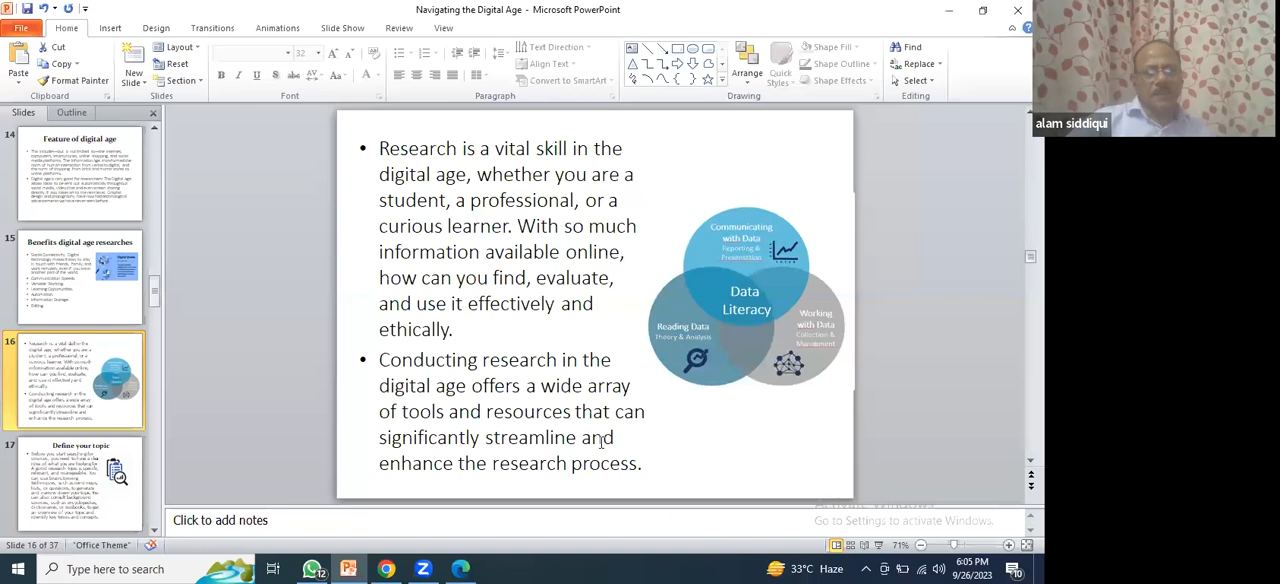 Navigating the Digital Age - Microsoft PowerPoint
File Home Insert Design Transitions Animations Slide Show Review View
Paste
Cut
Copy
Format Painter
Clipboard
New Slide
Layout
Reset
Section
Slides
32
Font
Text Direction
Align Text
Convert to SmartArt
Paragraph
Arrange
Quick Styles
Shape Fill
Shape Outline
Shape Effects
Drawing
Find
Replace
Select
Editing
alam siddiqui
Slides Outline
14
Feature of digital age
15
Benefits digital age researches
16
17
Define your topic
• Research is a vital skill in the
digital age, whether you are a
student, a professional, or a
curious learner. With so much
information available online,
how can you find, evaluate,
and use it effectively and
ethically.
• Conducting research in the
digital age offers a wide array
of tools and resources that can
significantly streamline and
enhance the research process.
Communicating
with Data
Reporting &
Presentation
Data
Literacy
Reading Data
Theory & Analysis
Working
with Data
Collection &
Click to add notes
Go to Settings to activate Windows.
Slide 16 of 37 "Office Theme" 71%
Type here to search
12
33°C Haze
6:05 PM
9/26/2023
10